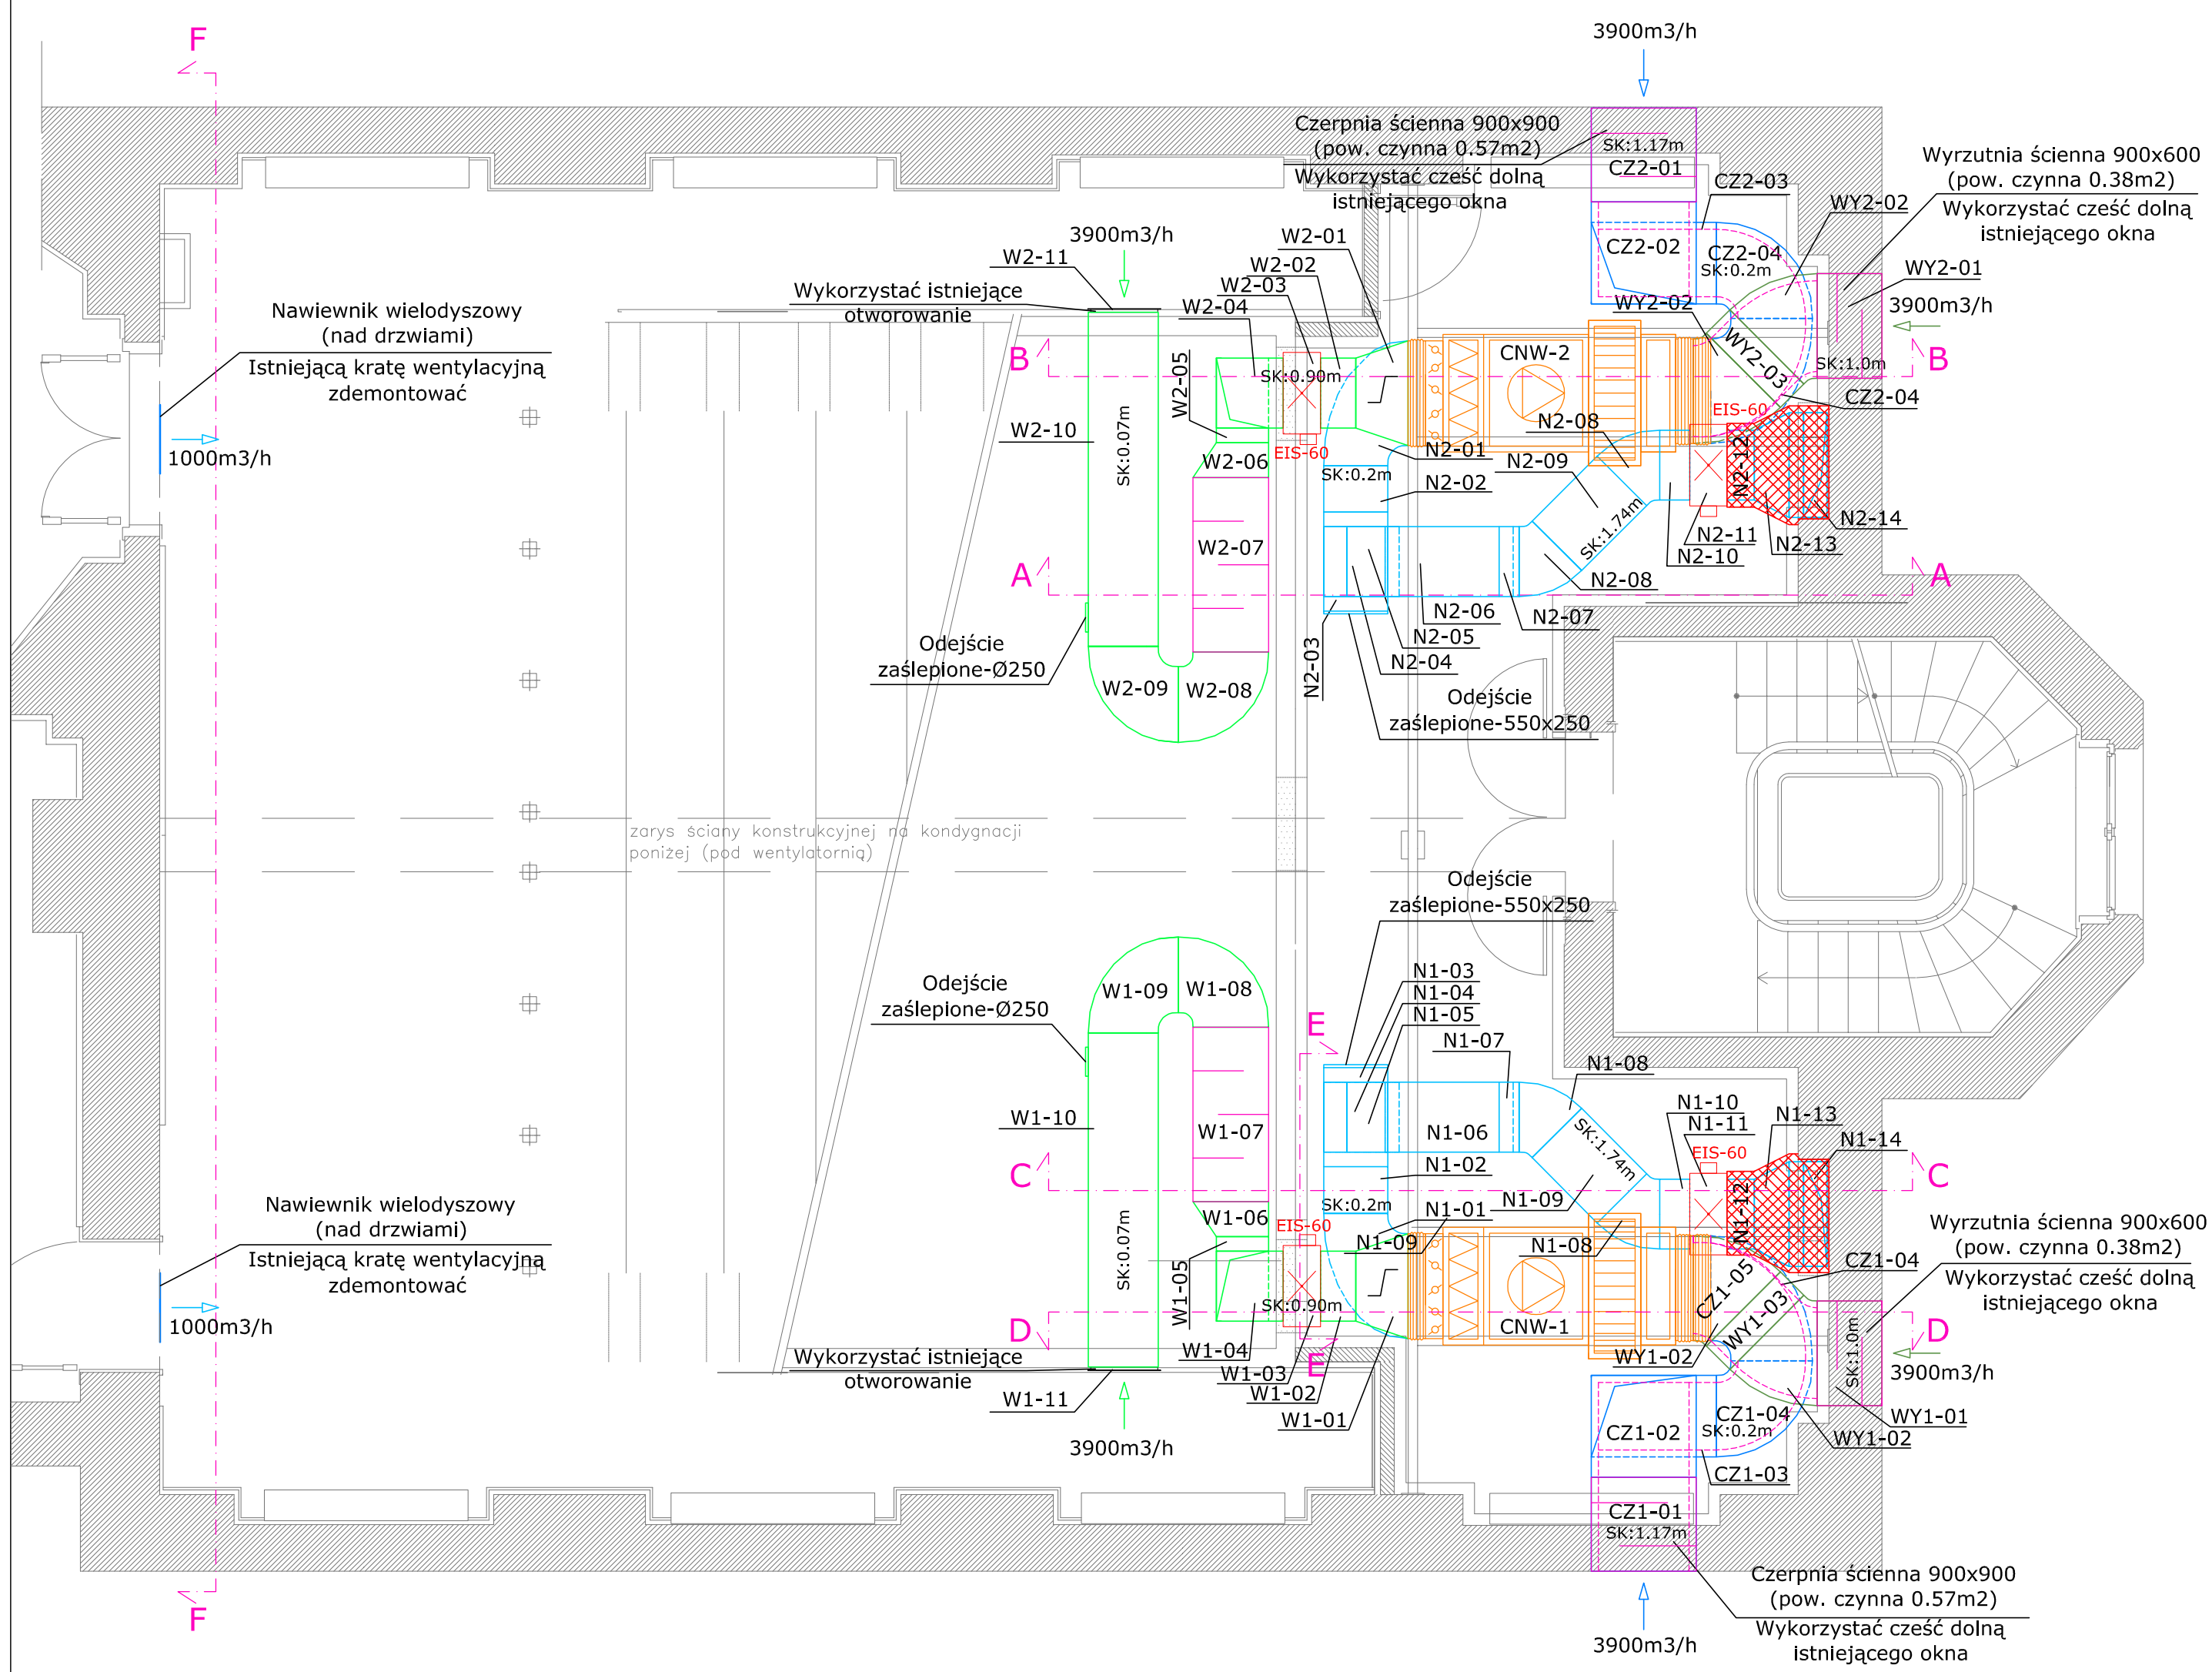 F
3900m3/h
Czerpnia ścienna 900x900
(pow. czynna 0.57m2)
Wykorzystać cześć dolną
istniejącego okna
SK:1.17m
CZ2-01
CZ2-03
Wyrzutnia ścienna 900x600
(pow. czynna 0.38m2)
Wykorzystać cześć dolną
istniejącego okna
WY2-02
CZ2-02
CZ2-04
SK:0.2m
WY2-01
3900m3/h
3900m3/h
W2-11
W2-01
W2-02
W2-03
W2-04
Wykorzystać istniejące
otworowanie
WY2-02
Nawiewnik wielodyszowy
(nad drzwiami)
Istniejącą kratę wentylacyjną
zdemontować
1000m3/h
B
W2-05
SK:0.90m
CNW-2
WY2-03
SK:1.0m
B
CZ2-04
EIS-60
W2-10
SK:0.07m
W2-06
EIS-60
N2-01
N2-08
SK:0.2m
N2-02
N2-09
N2-12
N2-14
SK:1.74m
N2-11
N2-10
N2-13
W2-07
A
N2-08
A
N2-06
N2-07
N2-05
N2-04
N2-03
Odejście
zaślepione-Ø250
W2-09
W2-08
Odejście
zaślepione-550x250
zarys ściany konstrukcyjnej na kondygnacji
poniżej (pod wentylatornią)
Odejście
zaślepione-550x250
Odejście
zaślepione-Ø250
W1-09
W1-08
N1-03
N1-04
N1-05
E
N1-07
N1-08
W1-10
W1-07
N1-06
SK:1.74m
N1-10
N1-11
N1-13
N1-14
EIS-60
C
N1-02
C
SK:0.2m
N1-09
N1-12
N1-01
Nawiewnik wielodyszowy
(nad drzwiami)
Istniejącą kratę wentylacyjną
zdemontować
1000m3/h
SK:0.07m
W1-06
EIS-60
N1-09
N1-08
Wyrzutnia ścienna 900x600
(pow. czynna 0.38m2)
Wykorzystać cześć dolną
istniejącego okna
CZ1-04
CZ1-05
W1-05
SK:0.90m
WY1-03
D
CNW-1
D
W1-04
WY1-02
SK:1.0m
3900m3/h
Wykorzystać istniejące
otworowanie
W1-03
E
W1-02
W1-01
W1-11
3900m3/h
CZ1-02
CZ1-04
SK:0.2m
WY1-01
WY1-02
CZ1-03
CZ1-01
SK:1.17m
Czerpnia ścienna 900x900
(pow. czynna 0.57m2)
Wykorzystać cześć dolną
istniejącego okna
F
3900m3/h